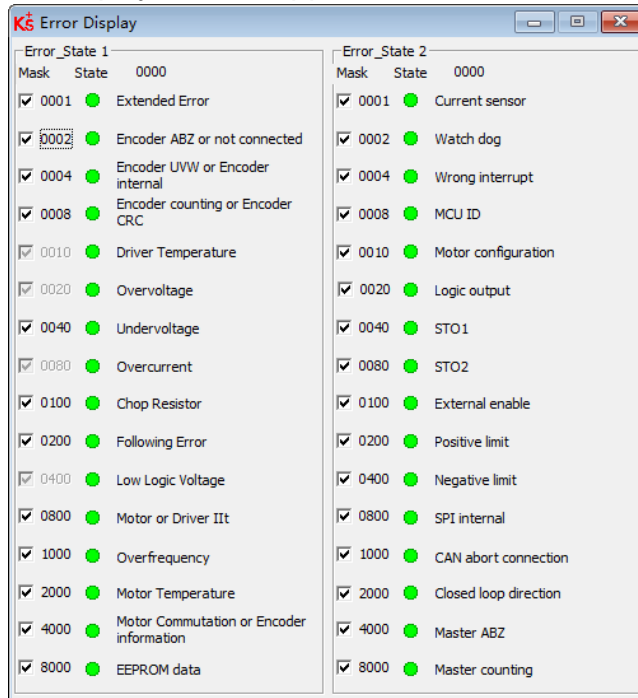 Kṡ Error Display
Error_State 1
Mask State 0000
0001 Extended Error
0002 Encoder ABZ or not connected
0004 Encoder UVW or Encoder
internal
0008 Encoder counting or Encoder
CRC
0010 Driver Temperature
0020 Overvoltage
0040 Undervoltage
0080 Overcurrent
0100 Chop Resistor
0200 Following Error
0400 Low Logic Voltage
0800 Motor or Driver IIt
1000 Overfrequency
2000 Motor Temperature
4000 Motor Commutation or Encoder
information
8000 EEPROM data
Error_State 2
Mask State 0000
0001 Current sensor
0002 Watch dog
0004 Wrong interrupt
0008 MCU ID
0010 Motor configuration
0020 Logic output
0040 STO1
0080 STO2
0100 External enable
0200 Positive limit
0400 Negative limit
0800 SPI internal
1000 CAN abort connection
2000 Closed loop direction
4000 Master ABZ
8000 Master counting